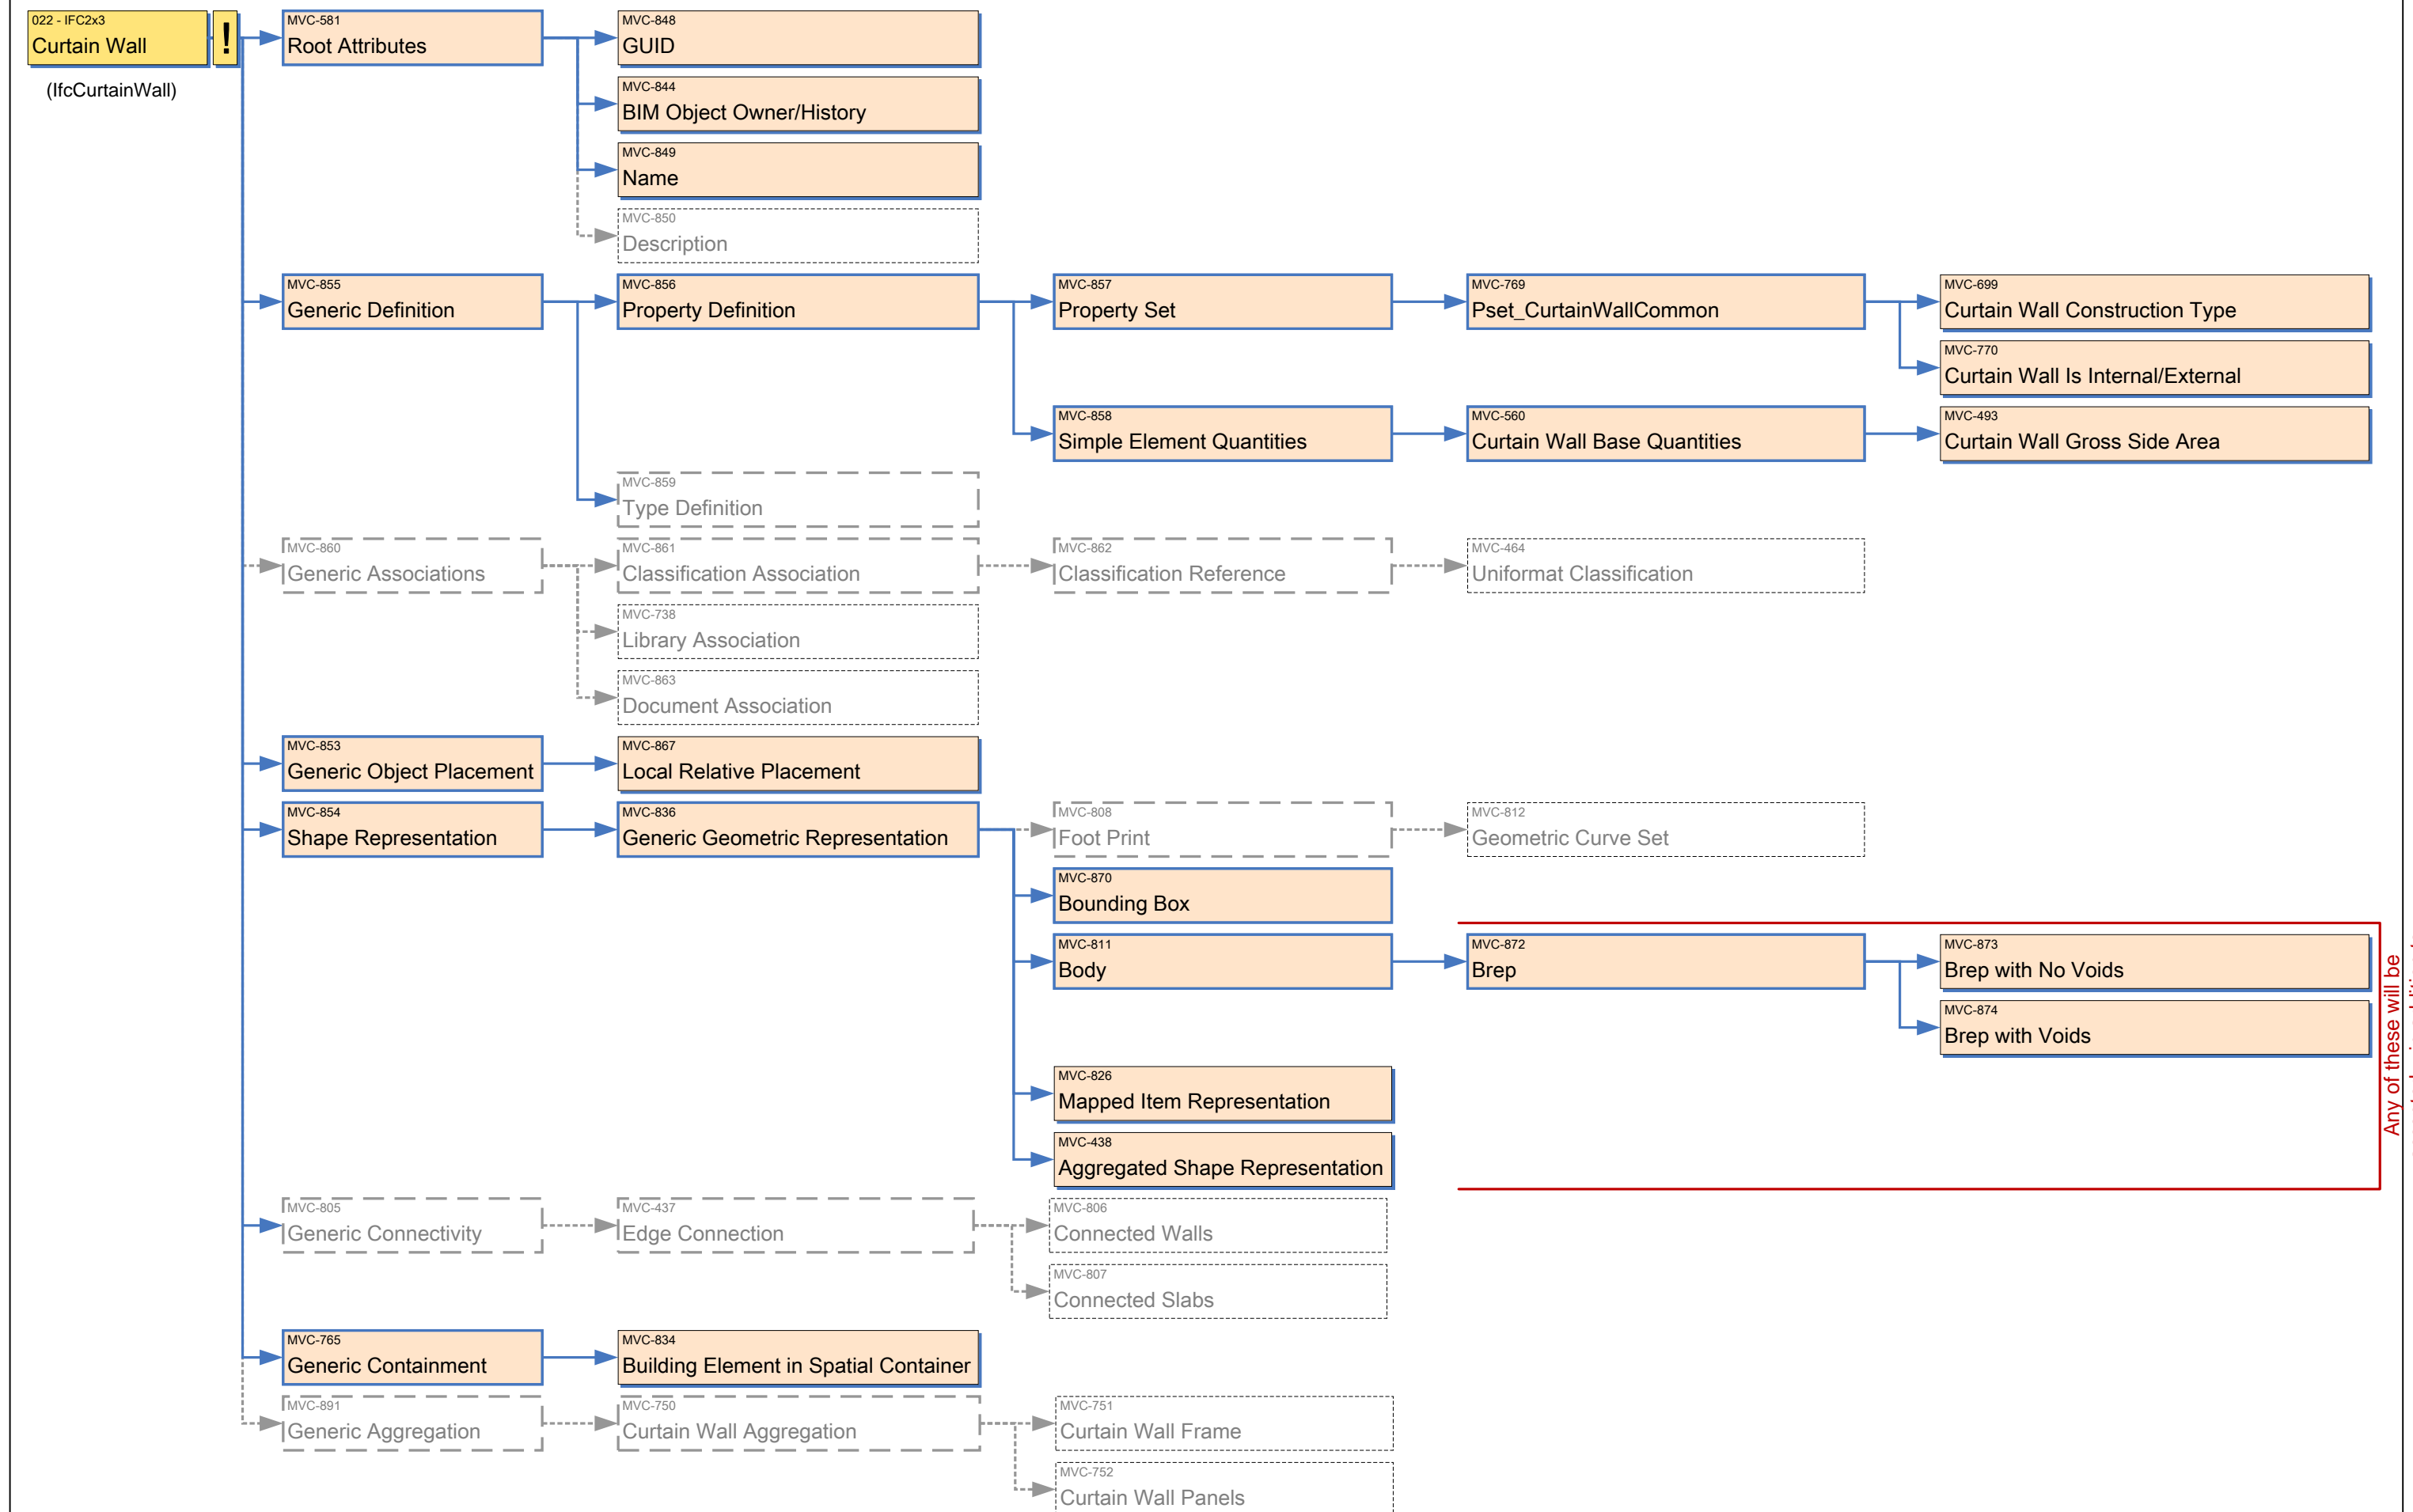 022 - IFC2x3
Curtain Wall
!
(IfcCurtainWall)
MVC-581
Root Attributes
MVC-848
GUID
MVC-844
BIM Object Owner/History
MVC-849
Name
MVC-850
Description
MVC-855
Generic Definition
MVC-856
Property Definition
MVC-857
Property Set
MVC-769
Pset_CurtainWallCommon
MVC-699
Curtain Wall Construction Type
MVC-770
Curtain Wall Is Internal/External
MVC-858
Simple Element Quantities
MVC-560
Curtain Wall Base Quantities
MVC-493
Curtain Wall Gross Side Area
MVC-859
Type Definition
MVC-860
Generic Associations
MVC-861
Classification Association
MVC-862
Classification Reference
MVC-464
Uniformat Classification
MVC-738
Library Association
MVC-863
Document Association
MVC-853
Generic Object Placement
MVC-867
Local Relative Placement
MVC-854
Shape Representation
MVC-836
Generic Geometric Representation
MVC-808
Foot Print
MVC-812
Geometric Curve Set
MVC-870
Bounding Box
MVC-811
Body
MVC-872
Brep
MVC-873
Brep with No Voids
MVC-874
Brep with Voids
Any of these will be
MVC-826
Mapped Item Representation
MVC-438
Aggregated Shape Representation
MVC-805
Generic Connectivity
MVC-437
Edge Connection
MVC-806
Connected Walls
MVC-807
Connected Slabs
MVC-765
Generic Containment
MVC-834
Building Element in Spatial Container
MVC-891
Generic Aggregation
MVC-750
Curtain Wall Aggregation
MVC-751
Curtain Wall Frame
MVC-752
Curtain Wall Panels